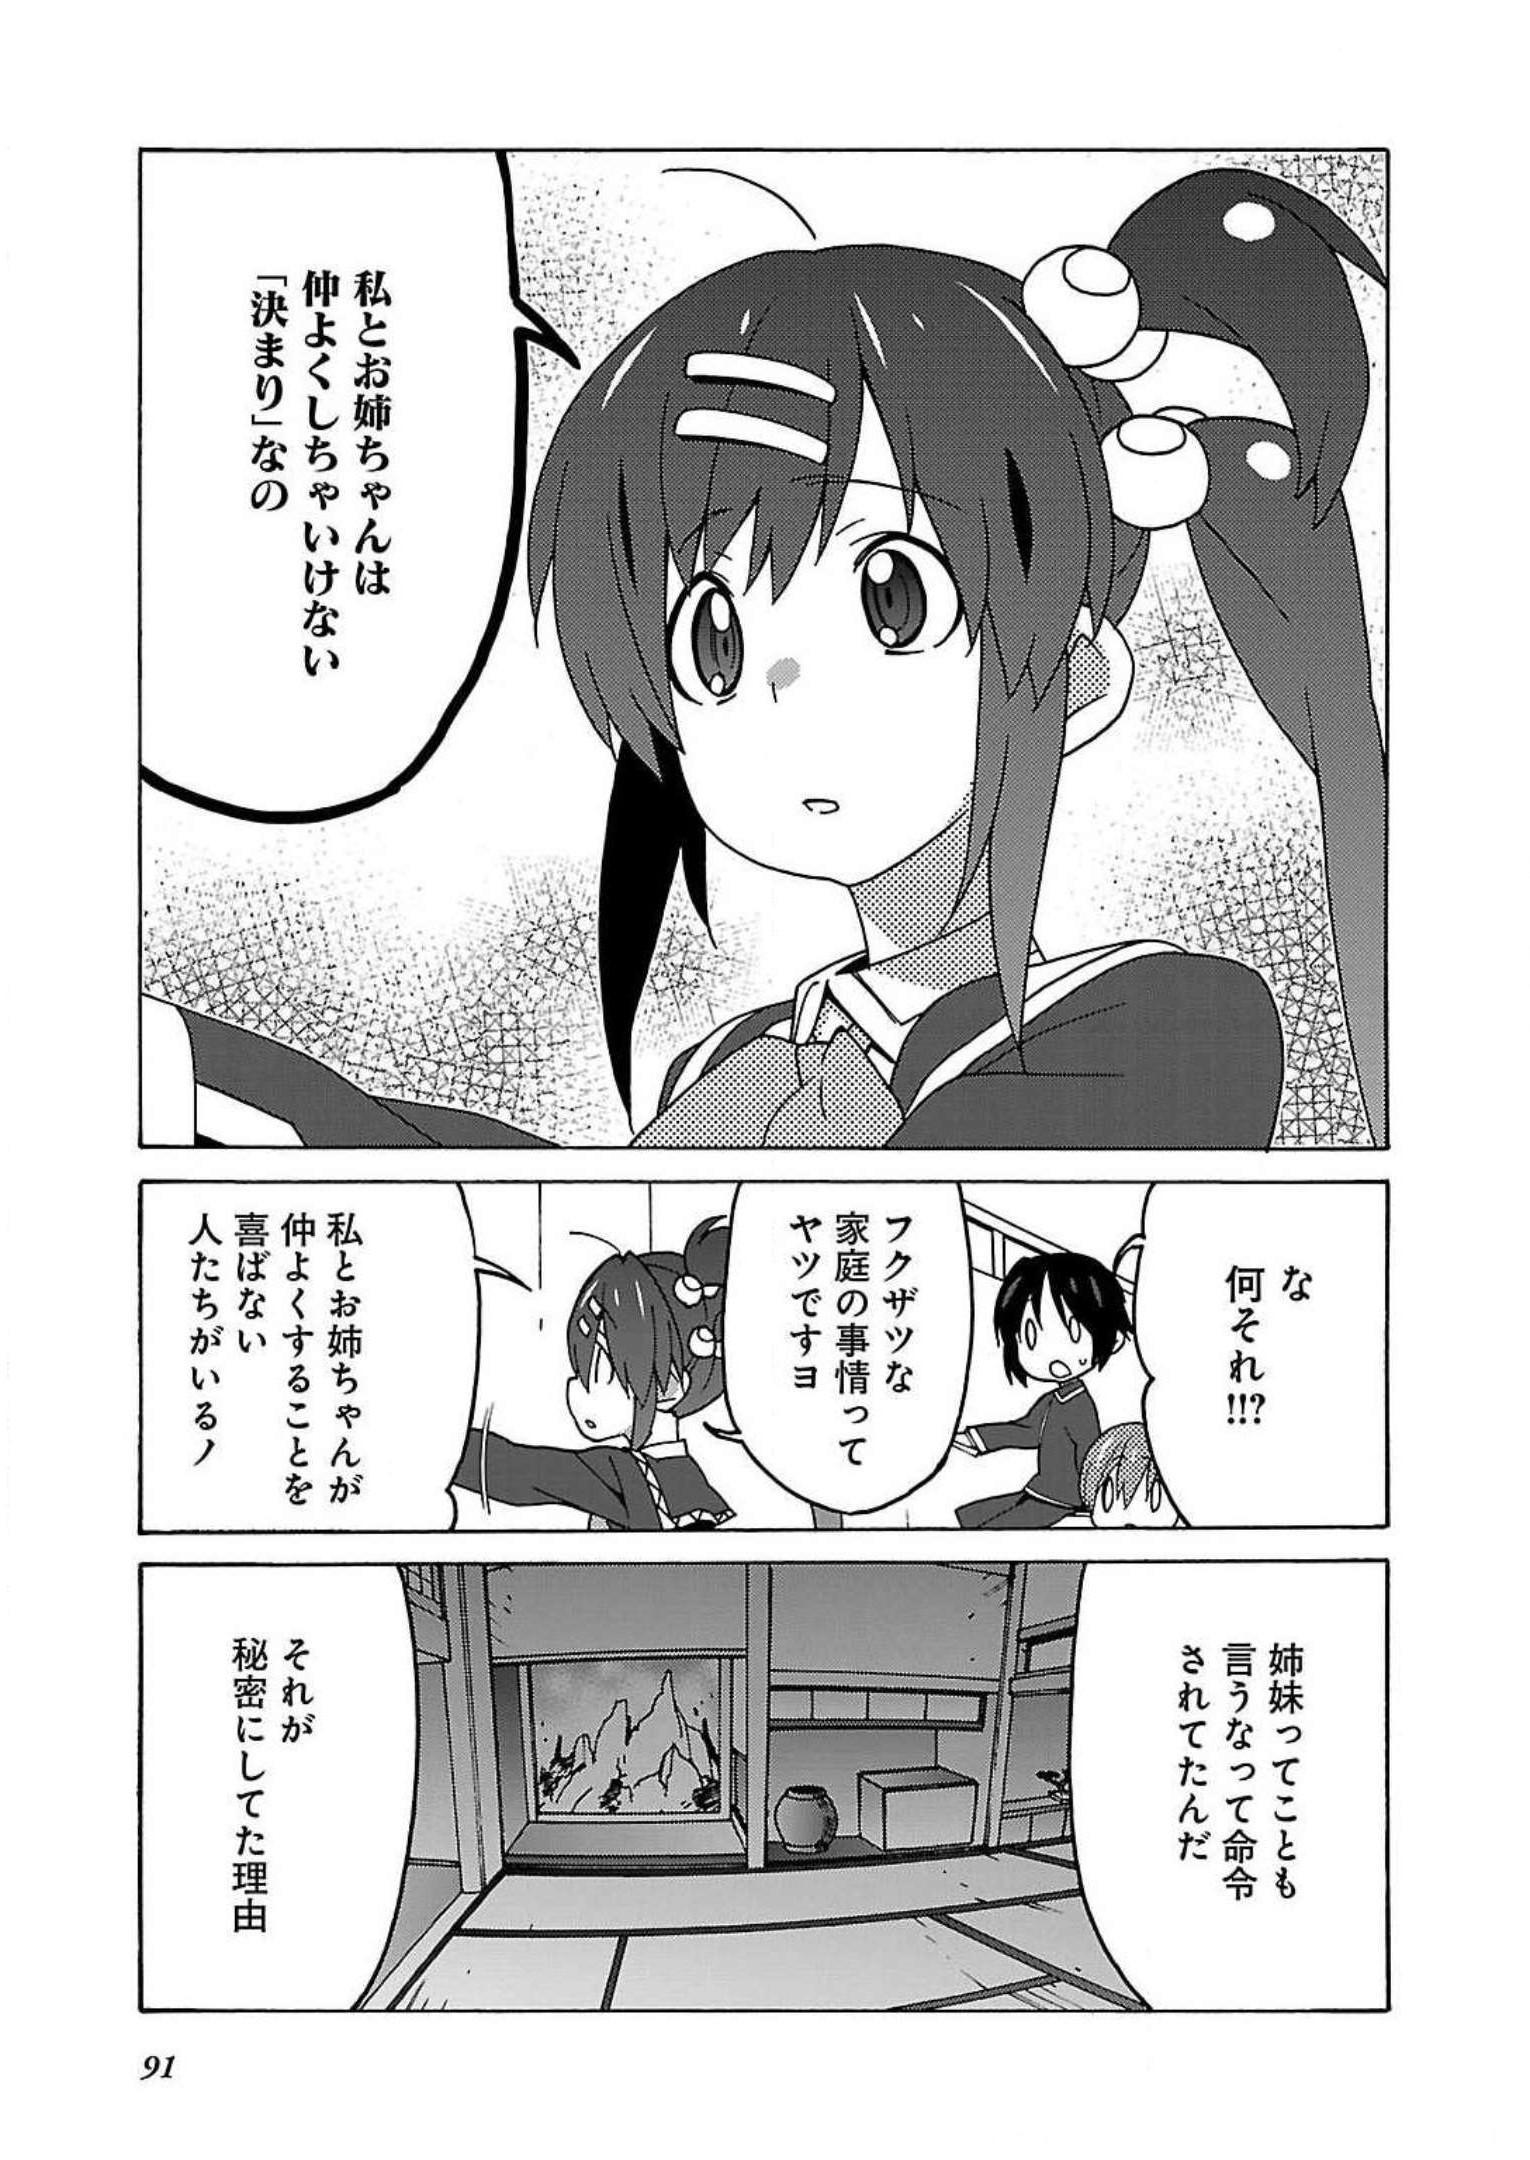 私とお姉ちゃんは
仲よくしちゃいけない
「決まり」なの
な
何それ!!?
フクザツな
家庭の事情って
ヤツですヨ
私とお姉ちゃんが
仲よくすることを
喜ばない
人たちがいるノ
姉妹ってことも
言うなって命令
されてたんだ
それが
秘密にしてた理由
91